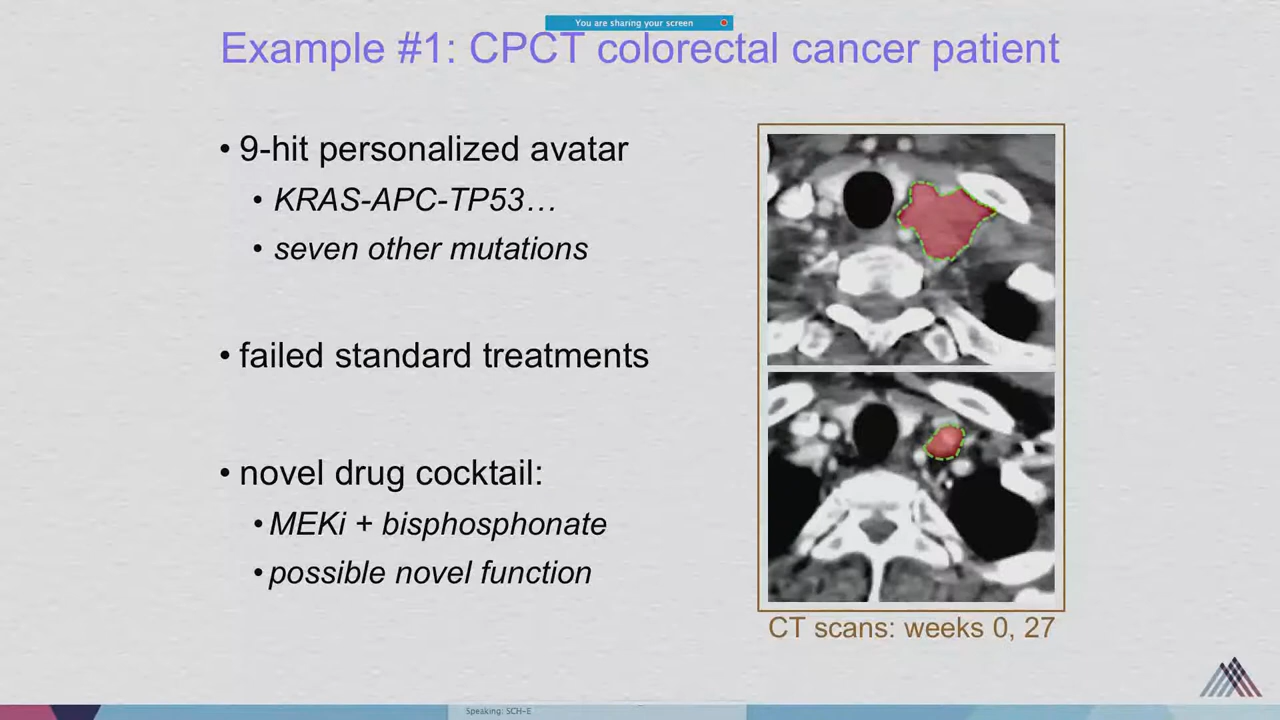 You are sharing your screen
Example #1: CPCT colorectal cancer patient
• 9-hit personalized avatar
• KRAS-APC-TP53…
• seven other mutations
• failed standard treatments
• novel drug cocktail:
• MEKi + bisphosphonate
• possible novel function
CT scans: weeks 0, 27
Speaking: SCH-E